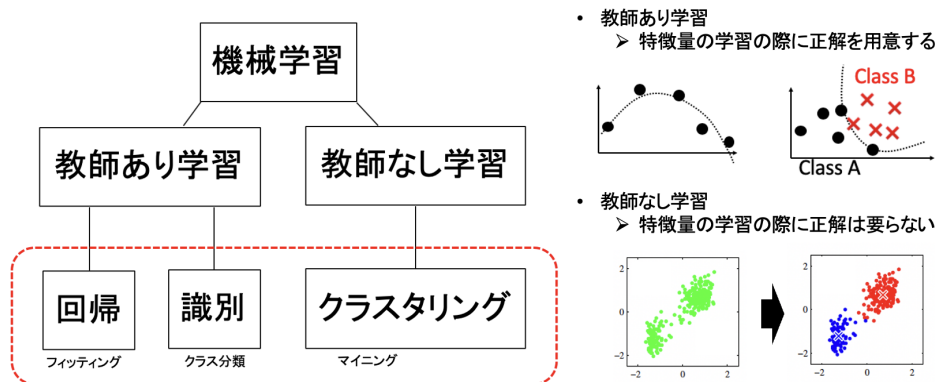 機械学習
教師あり学習
教師なし学習
回帰
識別
クラスタリング
フィッティング
クラス分類
マイニング
• 教師あり学習
➢ 特徴量の学習の際に正解を用意する
Class B
Class A
• 教師なし学習
➢ 特徴量の学習の際に正解は要らない
2
0
−2
−2
0
2
2
0
−2
−2
0
2